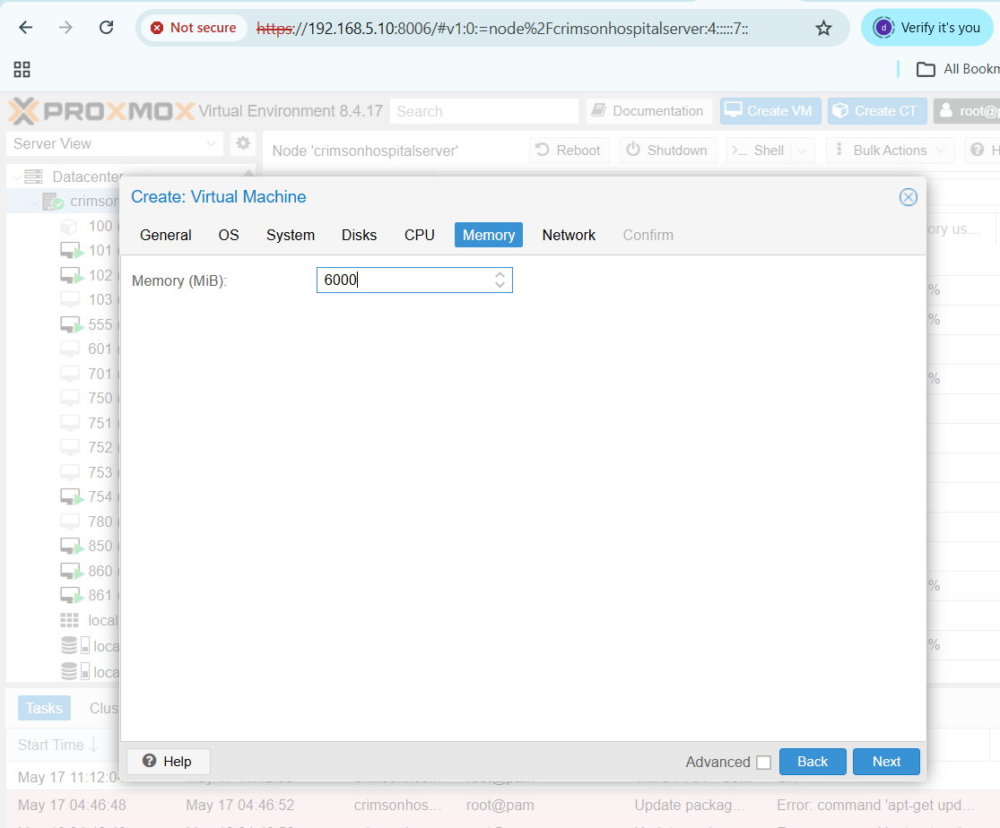 Not secure https://192.168.5.10:8006/#v1:0:=node%2Fcrimsonhospitalserver:4:::::7:: d Verify it's you
All Bookm
PROXMOX Virtual Environment 8.4.17 Search Documentation Create VM Create CT root@p
Server View Node 'crimsonhospitalserver' Reboot Shutdown >_ Shell Bulk Actions H
Datacenter
crimson
Create: Virtual Machine
General OS System Disks CPU Memory Network Confirm
Memory (MiB): 6000
100
101
102
103
555
601
701
750
751
752
753
754
780
850
860
861
local
loca
loca
ory us...
%
%
%
%
%
Help Advanced Back Next
Tasks Clus
Start Time
May 17 11:12:04
May 17 04:46:48 May 17 04:46:52 crimsonhos... root@pam Update packag... Error: command 'apt-get upd...